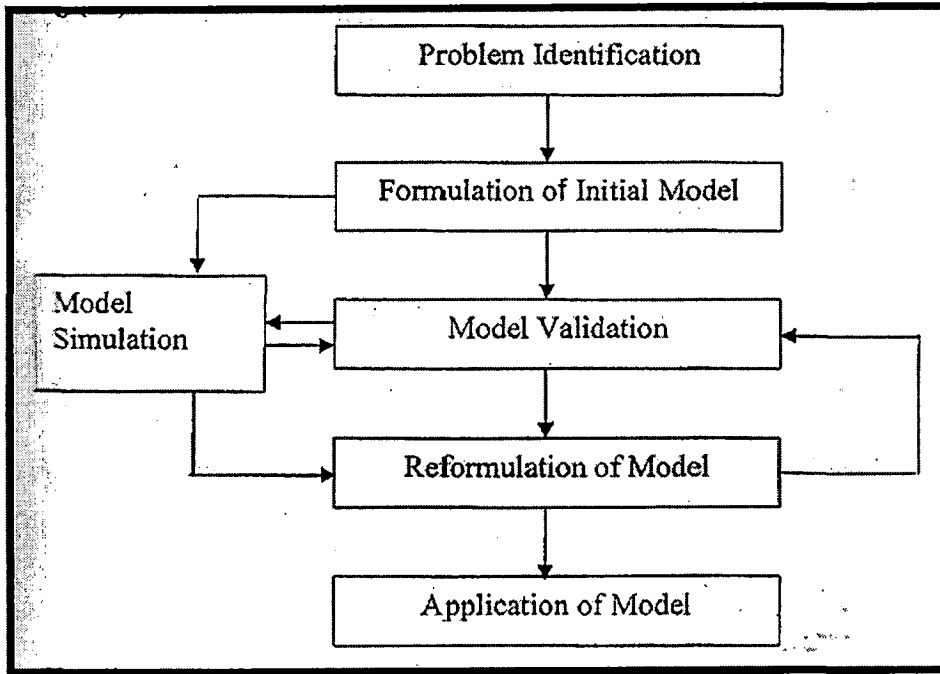 Problem Identification
Formulation of Initial Model
Model
Simulation
Model Validation
Reformulation of Model
Application of Model